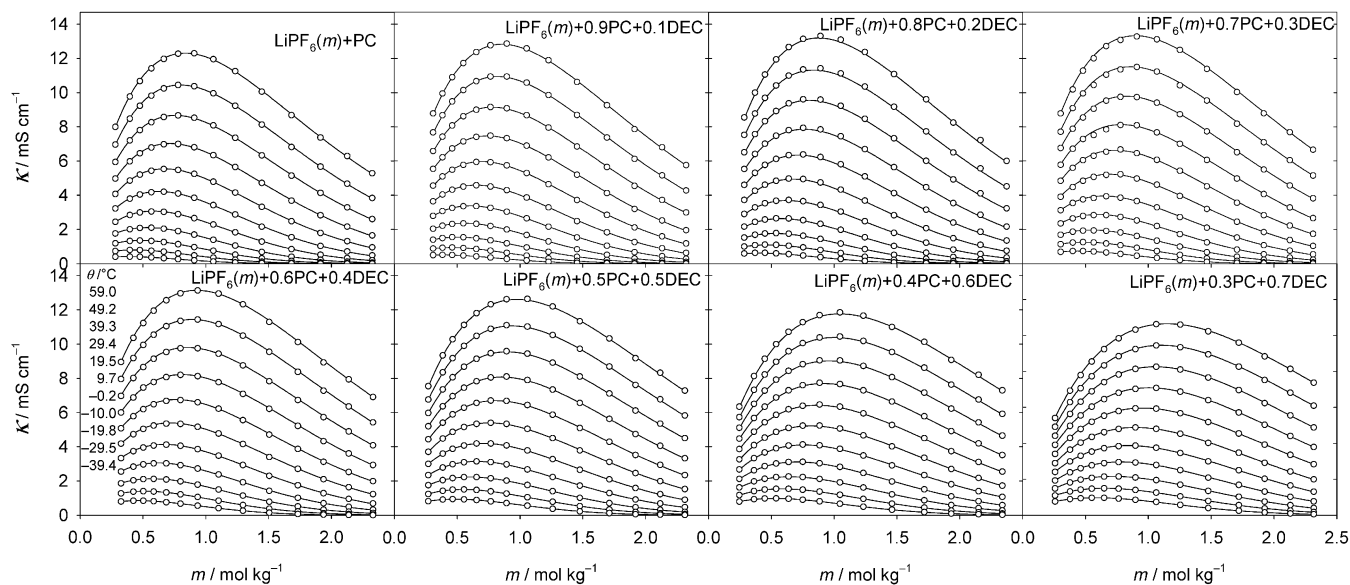 14
12
10
8
6
4
2
0
κ / mS cm⁻¹
LiPF₆(m)+PC
LiPF₆(m)+0.9PC+0.1DEC
LiPF₆(m)+0.8PC+0.2DEC
LiPF₆(m)+0.7PC+0.3DEC
14
12
10
8
6
4
2
0
κ / mS cm⁻¹
θ/°C
59.0
49.2
39.3
29.4
19.5
9.7
–0.2
–10.0
–19.8
–29.5
–39.4
LiPF₆(m)+0.6PC+0.4DEC
LiPF₆(m)+0.5PC+0.5DEC
LiPF₆(m)+0.4PC+0.6DEC
LiPF₆(m)+0.3PC+0.7DEC
0.0 0.5 1.0 1.5 2.0 0.0 0.5 1.0 1.5 2.0 0.0 0.5 1.0 1.5 2.0 0.0 0.5 1.0 1.5 2.0 2.5
m / mol kg⁻¹ m / mol kg⁻¹ m / mol kg⁻¹ m / mol kg⁻¹